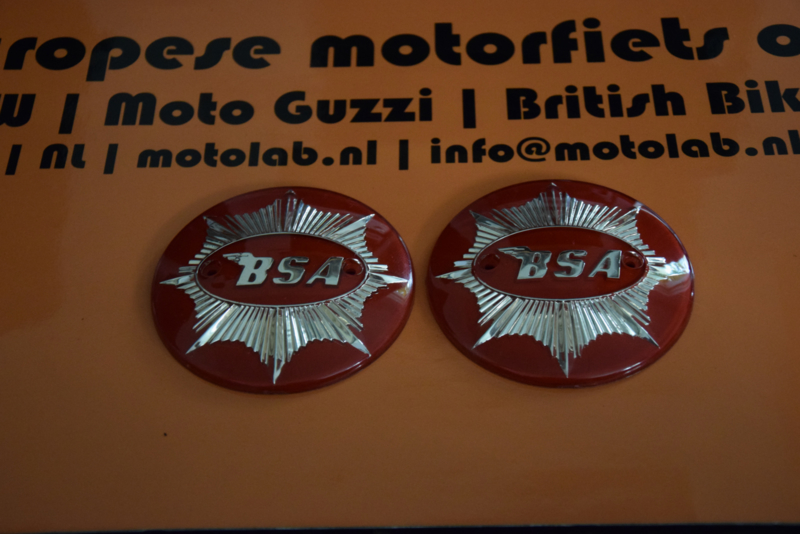 ropese motorfiets o
W | Moto Guzzi | British Bik
| NL | motolab.nl | info@motolab.nl
BSA
BSA